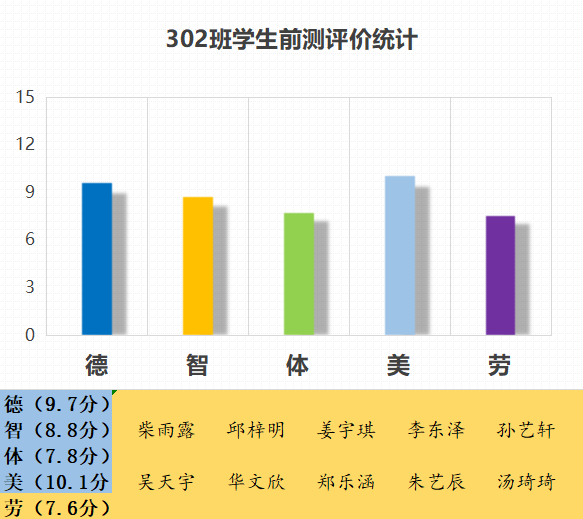 302班学生前测评价统计
15
12
9
6
3
0
德 智 体 美 劳
德（9.7分）
智（8.8分） 柴雨露 邱梓明 姜宇琪 李东泽 孙艺轩
体（7.8分）
美（10.1分 吴天宇 华文欣 郑乐涵 朱艺辰 汤琦琦
劳（7.6分）